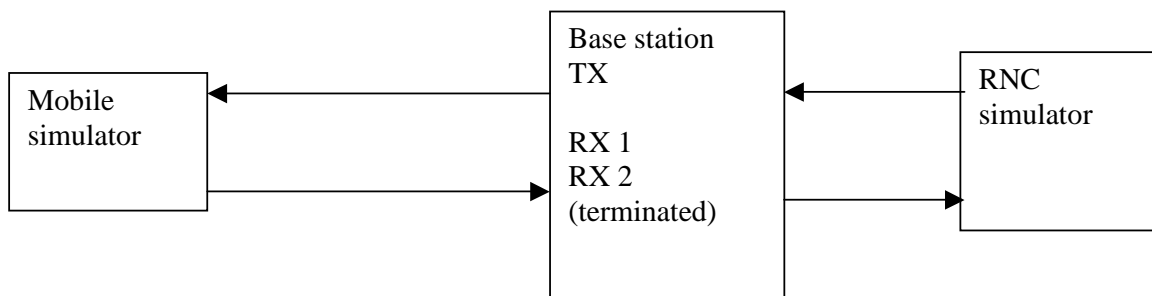 Mobile
simulator
Base station
TX
RX 1
RX 2
(terminated)
RNC
simulator